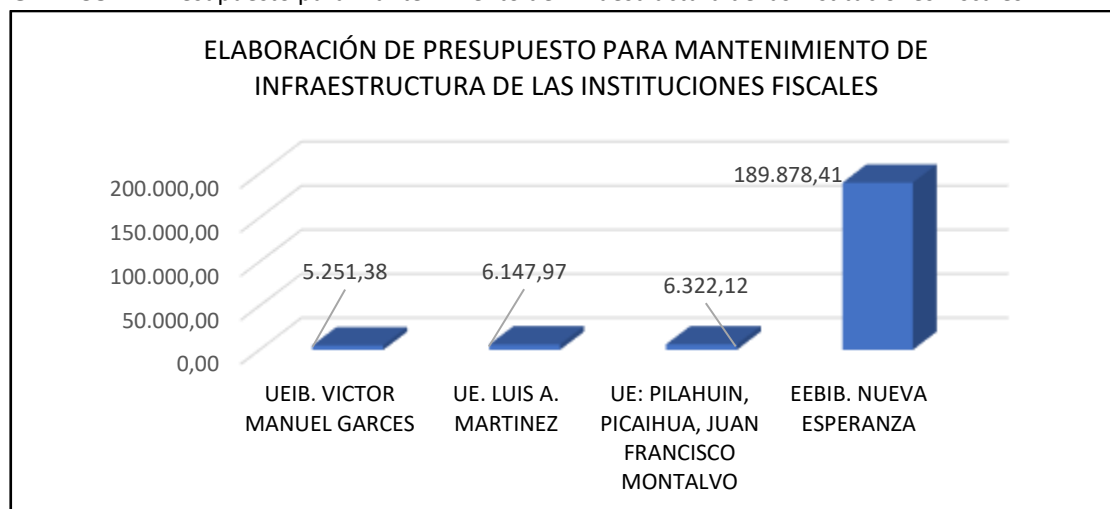 ELABORACIÓN DE PRESUPUESTO PARA MANTENIMIENTO DE
INFRAESTRUCTURA DE LAS INSTITUCIONES FISCALES
200.000,00
150.000,00
100.000,00
50.000,00
0,00
5.251,38
6.147,97
6.322,12
189.878,41
UEIB. VICTOR
MANUEL GARCES
UE. LUIS A.
MARTINEZ
UE: PILAHUIN,
PICAIHUA, JUAN
FRANCISCO
MONTALVO
EEBIB. NUEVA
ESPERANZA